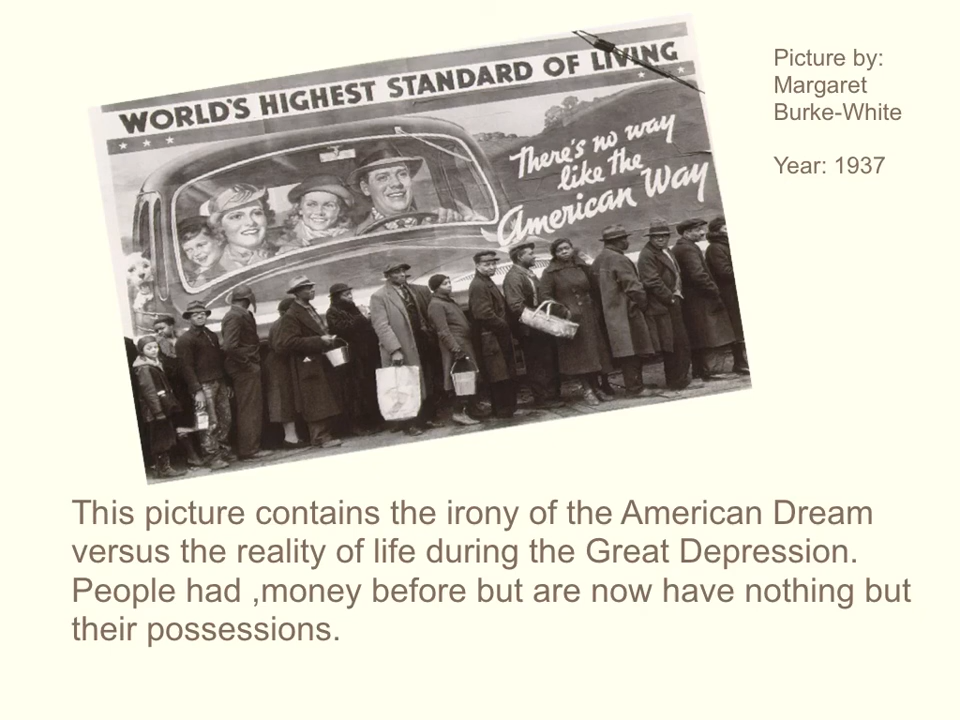 WORLD'S HIGHEST STANDARD OF LIVING
There's no way
like the
American Way
Picture by:
Margaret
Burke-White
Year: 1937
This picture contains the irony of the American Dream
versus the reality of life during the Great Depression.
People had ,money before but are now have nothing but
their possessions.